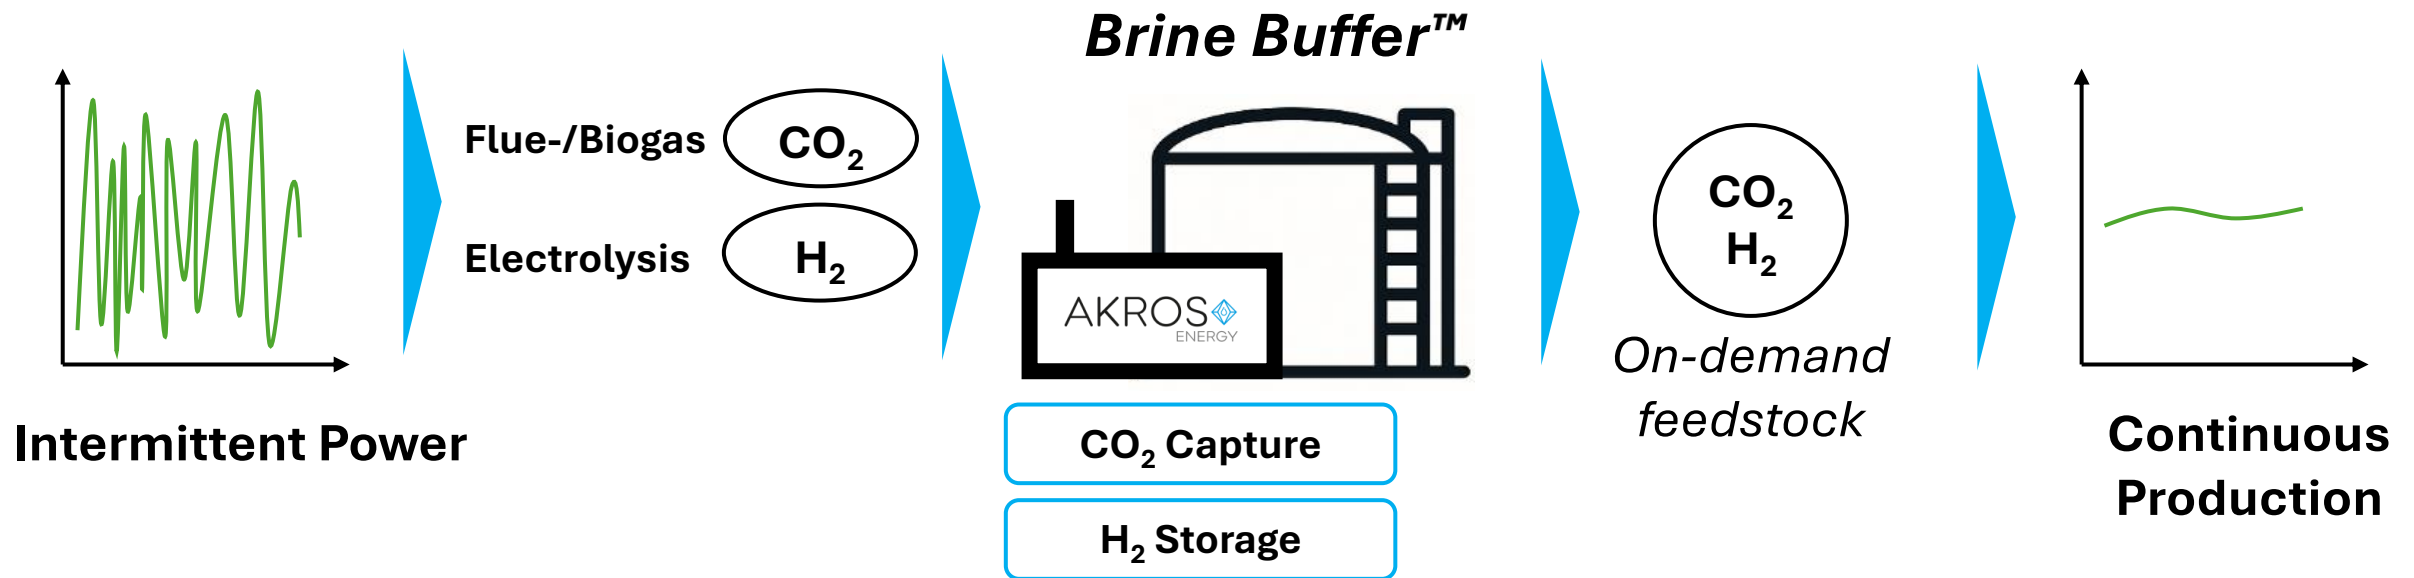 Brine Buffer™
Flue-/Biogas
CO₂
Electrolysis
H₂
AKROS
ENERGY
CO₂
H₂
On-demand
feedstock
Intermittent Power
CO₂ Capture
H₂ Storage
Continuous
Production